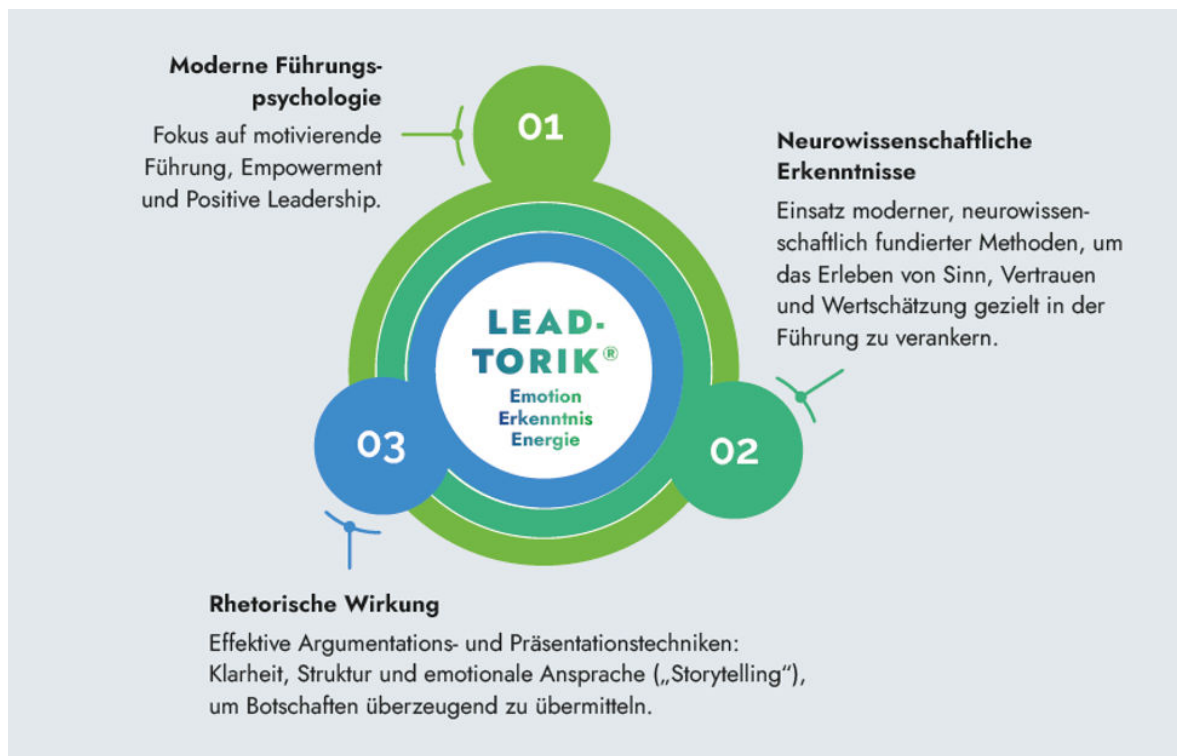 Moderne Führungs-
psychologie
Fokus auf motivierende
Führung, Empowerment
und Positive Leadership.
01
Neurowissenschaftliche
Erkenntnisse
Einsatz moderner, neurowissen-
schaftlich fundierter Methoden, um
das Erleben von Sinn, Vertrauen
und Wertschätzung gezielt in der
Führung zu verankern.
LEAD-
TORIK®
Emotion
Erkenntnis
Energie
03
02
Rhetorische Wirkung
Effektive Argumentations- und Präsentationstechniken:
Klarheit, Struktur und emotionale Ansprache („Storytelling“),
um Botschaften überzeugend zu übermitteln.